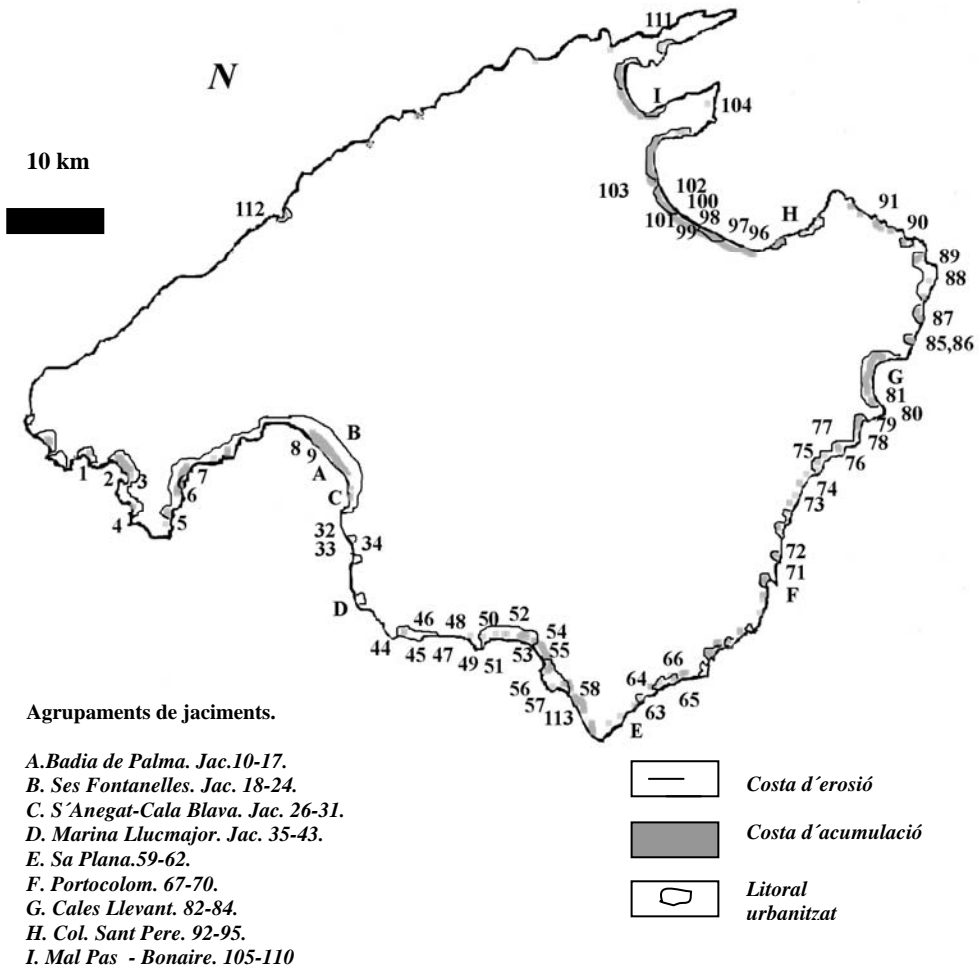 111
N
I
104
10 km
103
102
100
101
98
99
97
96
H
91
90
112
89
88
87
85,86
G
81
80
79
78
77
76
75
74
73
B
8
9
A
C
7
1
2
3
6
4
5
32
33
34
72
71
F
D
46
48
50
52
54
44
45
47
49
51
53
55
66
64
65
63
56
57
58
113
E
Agrupaments de jaciments.
A.Badia de Palma. Jac.10-17.
B. Ses Fontanelles. Jac. 18-24.
C. S´Anegat-Cala Blava. Jac. 26-31.
D. Marina Llucmajor. Jac. 35-43.
E. Sa Plana.59-62.
F. Portocolom. 67-70.
G. Cales Llevant. 82-84.
H. Col. Sant Pere. 92-95.
I. Mal Pas - Bonaire. 105-110
Costa d´erosió
Costa d´acumulació
Litoral
urbanitzat